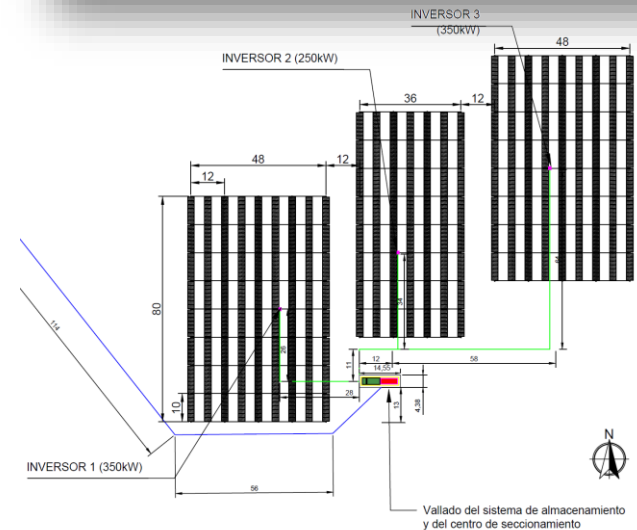 INVERSOR 3
(350kW)
48
INVERSOR 2 (250kW)
36
12
48
12
12
80
114
64
34
26
11
12
58
14,55
28
4,38
13
10
INVERSOR 1 (350kW)
56
N
Vallado del sistema de almacenamiento
y del centro de seccionamiento